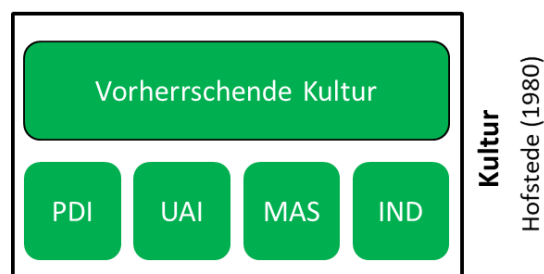 Vorherrschende Kultur
PDI
UAI
MAS
IND
Kultur
Hofstede (1980)